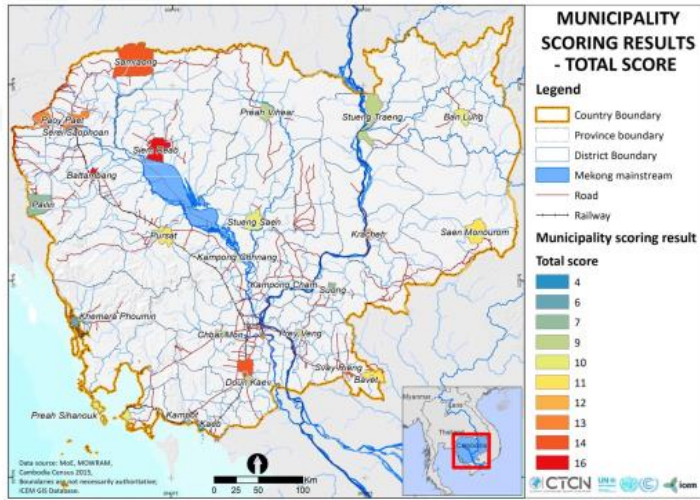 MUNICIPALITY
SCORING RESULTS
- TOTAL SCORE
Legend
Country Boundary
Province boundary
District Boundary
Mekong mainstream
Road
Railway
Municipality scoring result
Total score
4
6
7
9
10
11
12
13
14
16
Samraong
Paoy Paet
Serei Saophoan
Preah Vihear
Stueng Traeng
Ban Lung
Siem Reab
Battambang
Pailin
Stueng Saen
Pursat
Kracheh
Saen Monourom
Kampong Chhnang
Kampong Cham
Suong
Khemara Phoumin
Chbar Mon
Prey Veng
Svay Rieng
Bavet
Doun Kaev
Preah Sihanouk
Kampot
Kaeb
Myanmar
Thailand
Cambodia
Data source: MoE, MOWRAM,
Cambodia Census 2015,
Boundaries are not necessarily authoritative;
ICEM GIS Database.
0 25 50 100
Km
CTCN
icem